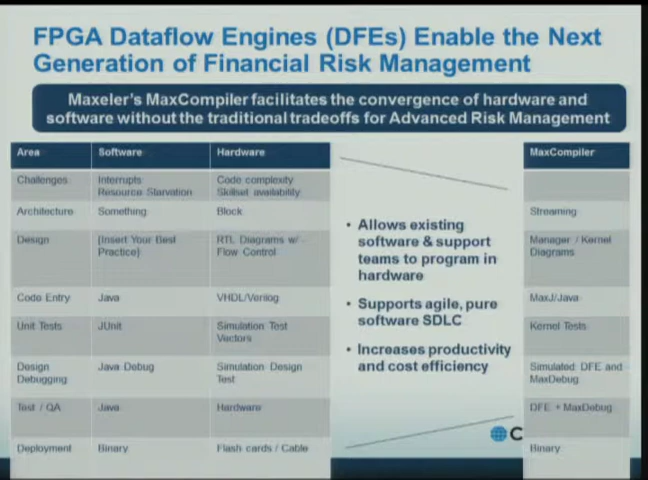 FPGA Dataflow Engines (DFEs) Enable the Next
Generation of Financial Risk Management
Maxeler's MaxCompiler facilitates the convergence of hardware and
software without the traditional tradeoffs for Advanced Risk Management
Area Software Hardware
Challenges Interrupts Code complexity
Resource Starvation Skillset availability
Architecture Something Block
Design [Insert Your Best RTL Diagrams w/
Practice] Flow Control
Code Entry Java VHDL/Verilog
Unit Tests JUnit Simulation Test
Vectors
Design Java Debug Simulation Design
Debugging Test
Test / QA Java Hardware
Deployment Binary Flash cards / Cable
• Allows existing
software & support
teams to program in
hardware
• Supports agile, pure
software SDLC
• Increases productivity
and cost efficiency
C
MaxCompiler
Streaming
Manager / Kernel
Diagrams
MaxJ/Java
Kernel Tests
Simulated DFE and
MaxDebug
DFE + MaxDebug
Binary